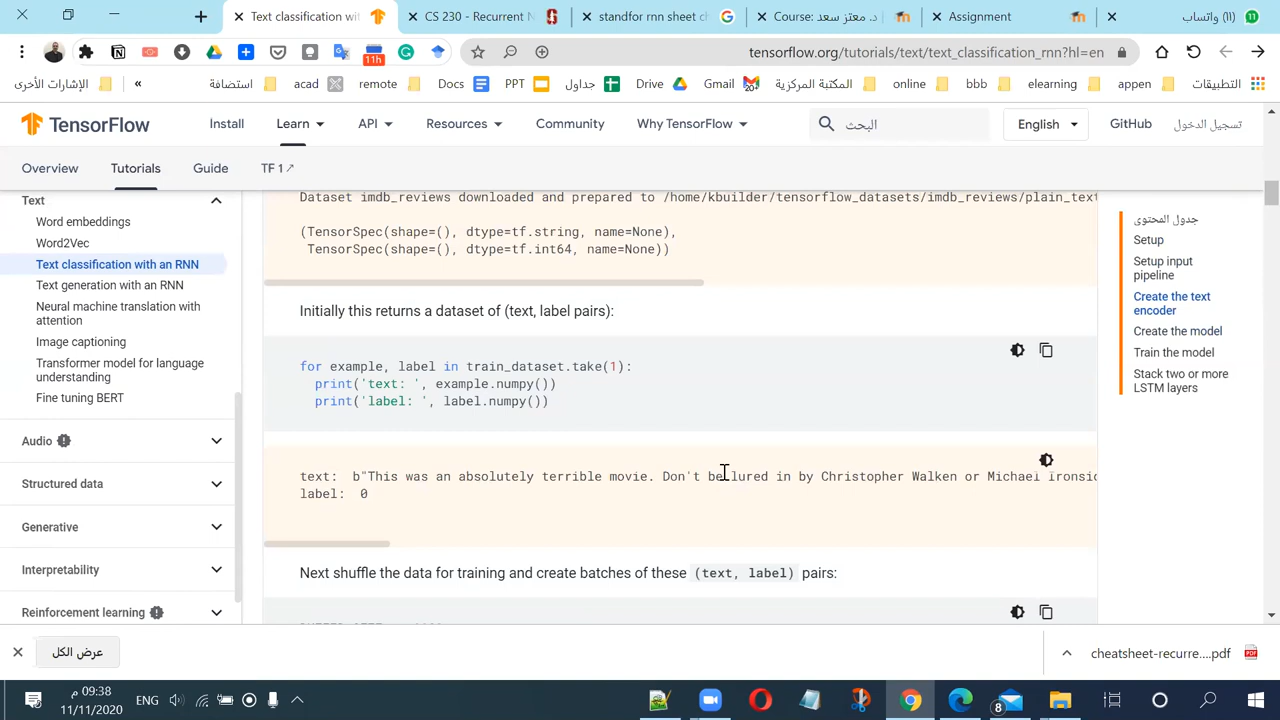 Text classification with
CS 230 - Recurrent N
standfor rnn sheet c
Course: د. معتز سعد
Assignment
(11) واتساب
11h
tensorflow.org/tutorials/text/text_classification_rnn?hl=en
الإشارات الأخرى
»
استضافة
acad
remote
Docs
PPT
جداول
Drive
Gmail
المكتبة المركزية
online
bbb
elearning
appen
التطبيقات
TensorFlow
Install
Learn
API
Resources
Community
Why TensorFlow
البحث
English
GitHub
تسجيل الدخول
Overview
Tutorials
Guide
TF 1
Text
Word embeddings
Word2Vec
Text classification with an RNN
Text generation with an RNN
Neural machine translation with
attention
Image captioning
Transformer model for language
understanding
Fine tuning BERT
Audio
Structured data
Generative
Interpretability
Reinforcement learning
Dataset imdb_reviews downloaded and prepared to /home/kbuilder/tensorflow_datasets/imdb_reviews/plain_text
(TensorSpec(shape=(), dtype=tf.string, name=None),
TensorSpec(shape=(), dtype=tf.int64, name=None))
Initially this returns a dataset of (text, label pairs):
for example, label in train_dataset.take(1):
print('text: ', example.numpy())
print('label: ', label.numpy())
text:  b"This was an absolutely terrible movie. Don't be lured in by Christopher Walken or Michael Ironsid
label:  0
Next shuffle the data for training and create batches of these (text, label) pairs:
جدول المحتوى
Setup
Setup input
pipeline
Create the text
encoder
Create the model
Train the model
Stack two or more
LSTM layers
عرض الكل
cheatsheet-recurre....pdf
09:38 م
11/11/2020
ENG
8